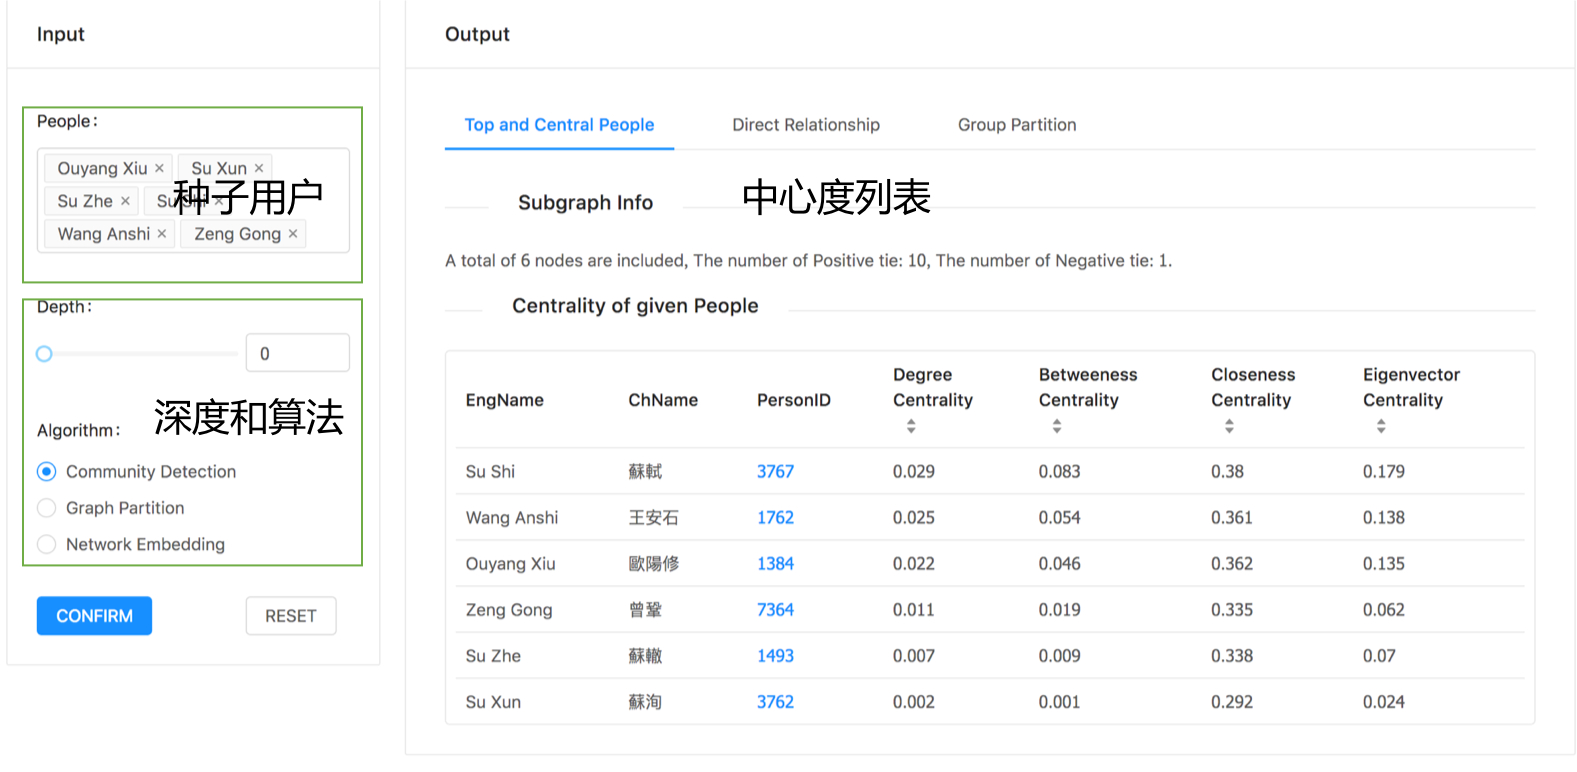 Input
People:
Ouyang Xiu × Su Xun ×
Su Zhe × Su Shi ×
种子用户
Wang Anshi × Zeng Gong ×
Depth:
0
深度和算法
Algorithm:
Community Detection
Graph Partition
Network Embedding
CONFIRM RESET
Output
Top and Central People Direct Relationship Group Partition
Subgraph Info
中心度列表
A total of 6 nodes are included, The number of Positive tie: 10, The number of Negative tie: 1.
Centrality of given People
EngName ChName PersonID Degree Centrality Betweeness Centrality Closeness Centrality Eigenvector Centrality
Su Shi 蘇軾 3767 0.029 0.083 0.38 0.179
Wang Anshi 王安石 1762 0.025 0.054 0.361 0.138
Ouyang Xiu 歐陽修 1384 0.022 0.046 0.362 0.135
Zeng Gong 曾鞏 7364 0.011 0.019 0.335 0.062
Su Zhe 蘇轍 1493 0.007 0.009 0.338 0.07
Su Xun 蘇洵 3762 0.002 0.001 0.292 0.024